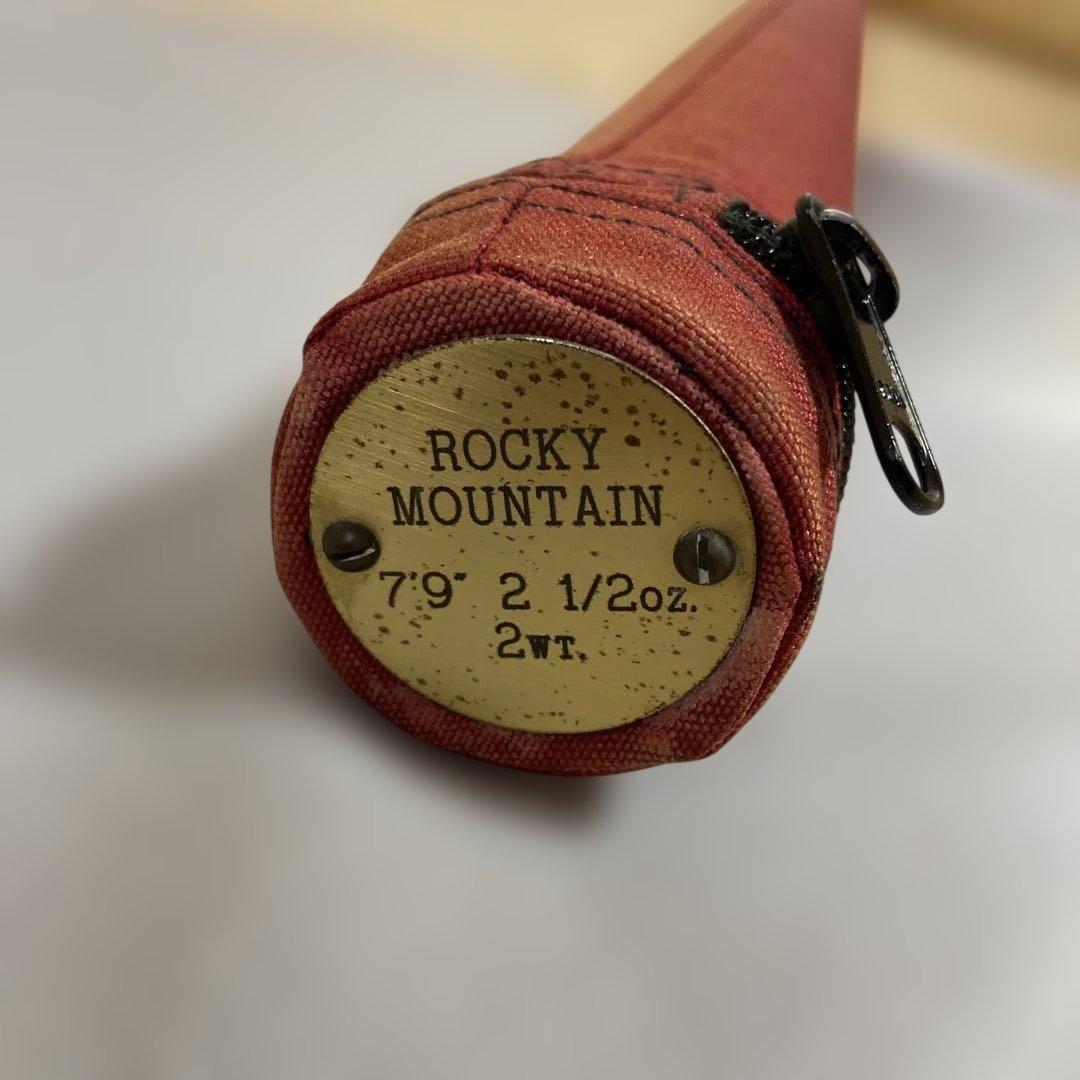 ROCKY
MOUNTAIN
7'9" 2 1/2oz.
2WT.